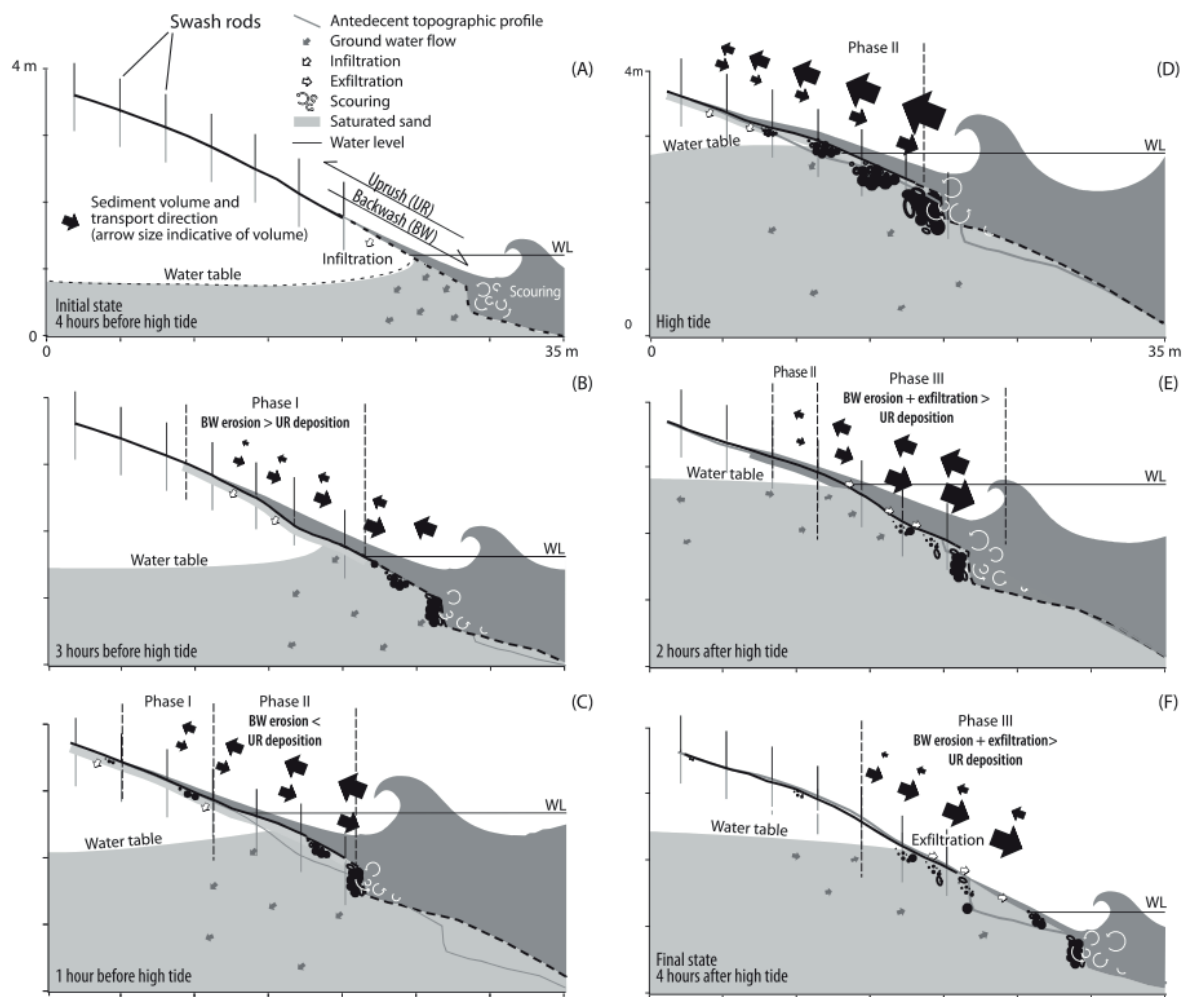 Swash rods
Antedecent topographic profile
Ground water flow
Infiltration
Exfiltration
Scouring
Saturated sand
Water level
(A)
4 m
Uprush (UR)
Backwash (BW)
Sediment volume and
transport direction
(arrow size indicative of volume)
Infiltration
WL
Water table
Scouring
Initial state
4 hours before high tide
0
0
35 m
(B)
Phase I
BW erosion > UR deposition
Water table
WL
3 hours before high tide
(C)
Phase I
Phase II
BW erosion <
UR deposition
WL
Water table
1 hour before high tide
(D)
Phase II
4m
Water table
WL
High tide
0
0
35 m
(E)
Phase II
Phase III
BW erosion + exfiltration >
UR deposition
Water table
WL
2 hours after high tide
(F)
Phase III
BW erosion + exfiltration>
UR deposition
Water table
Exfiltration
WL
Final state
4 hours after high tide